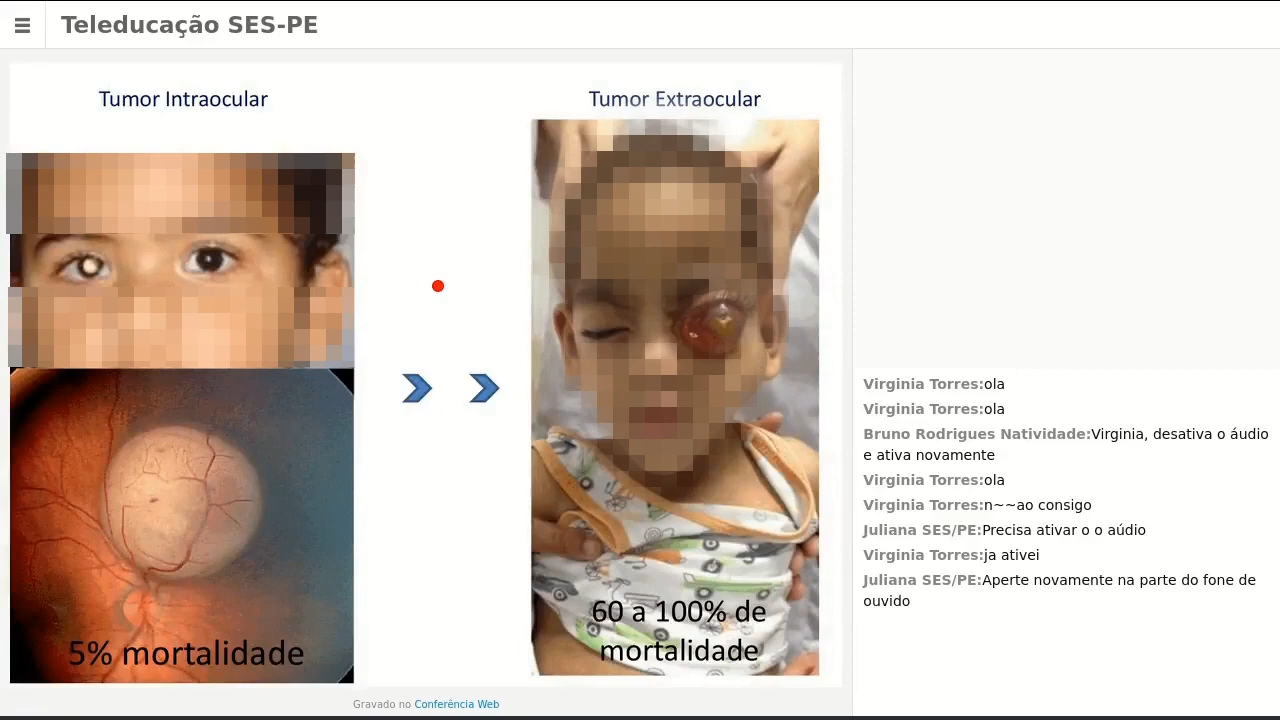 Teleducação SES-PE
Tumor Intraocular
Tumor Extraocular
5% mortalidade
60 a 100% de
mortalidade
Gravado no Conferência Web
Virginia Torres:ola
Virginia Torres:ola
Bruno Rodrigues Natividade:Virginia, desativa o áudio
e ativa novamente
Virginia Torres:ola
Virginia Torres:n~~ao consigo
Juliana SES/PE:Precisa ativar o o aúdio
Virginia Torres:ja ativei
Juliana SES/PE:Aperte novamente na parte do fone de
ouvido